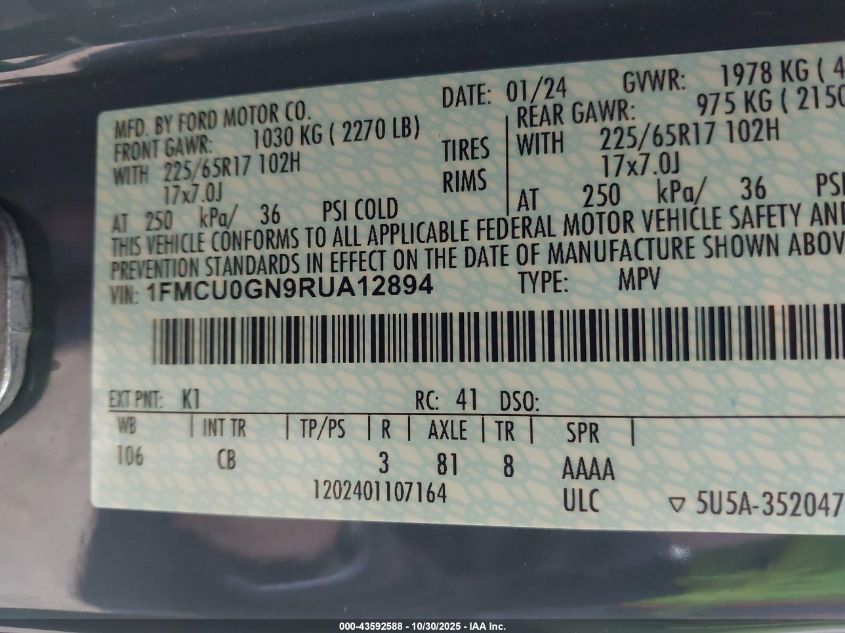 MFD. BY FORD MOTOR CO. DATE: 01/24 GVWR: 1978 KG ( 4
FRONT GAWR: 1030 KG ( 2270 LB) REAR GAWR: 975 KG ( 2150
WITH 225/65R17 102H TIRES WITH 225/65R17 102H
17x7.0J RIMS 17x7.0J
AT 250 kPa/ 36 PSI COLD AT 250 kPa/ 36 PSI
THIS VEHICLE CONFORMS TO ALL APPLICABLE FEDERAL MOTOR VEHICLE SAFETY AND
PREVENTION STANDARDS IN EFFECT ON THE DATE OF MANUFACTURE SHOWN ABOV
VIN: 1FMCU0GN9RUA12894 TYPE: MPV
EXT PNT: K1 RC: 41 DSO:
WB | INT TR | TP/PS | R | AXLE | TR | SPR |
106 CB 3 81 8 AAAA
1202401107164 ULC ▽ 5U5A-352047
000-43592588 - 10/30/2025 - IAA Inc.